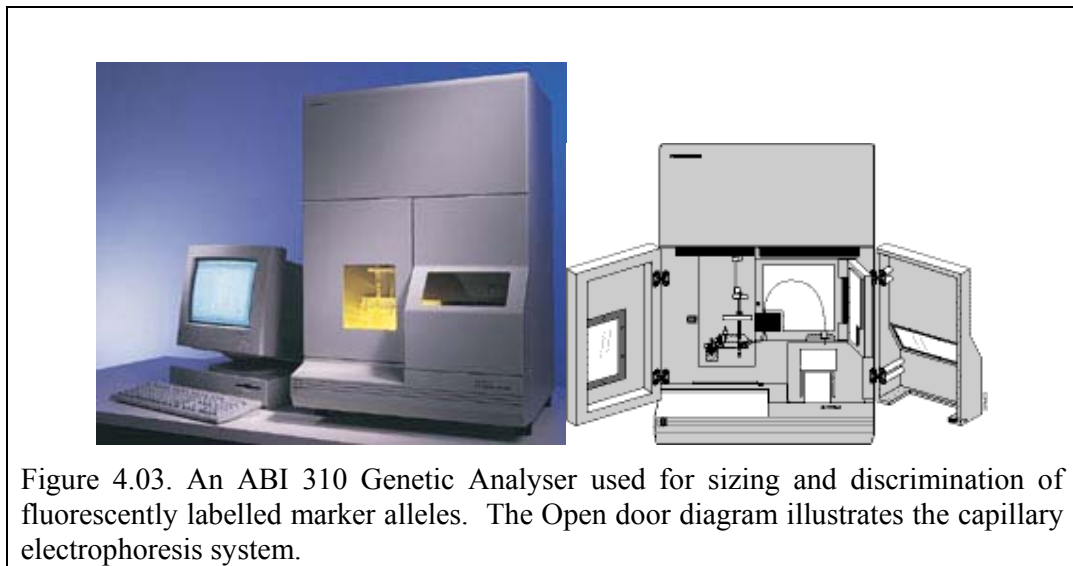 Figure 4.03. An ABI 310 Genetic Analyser used for sizing and discrimination of
fluorescently labelled marker alleles. The Open door diagram illustrates the capillary
electrophoresis system.